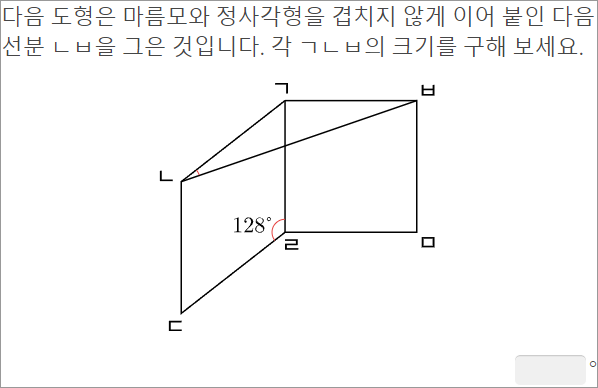 다음 도형은 마름모와 정사각형을 겹치지 않게 이어 붙인 다음
선분 ㄴㅂ을 그은 것입니다. 각 ㄱㄴㅂ의 크기를 구해 보세요.
ㄱ
ㅂ
ㄴ
128°
ㄹ
ㅁ
ㄷ
°